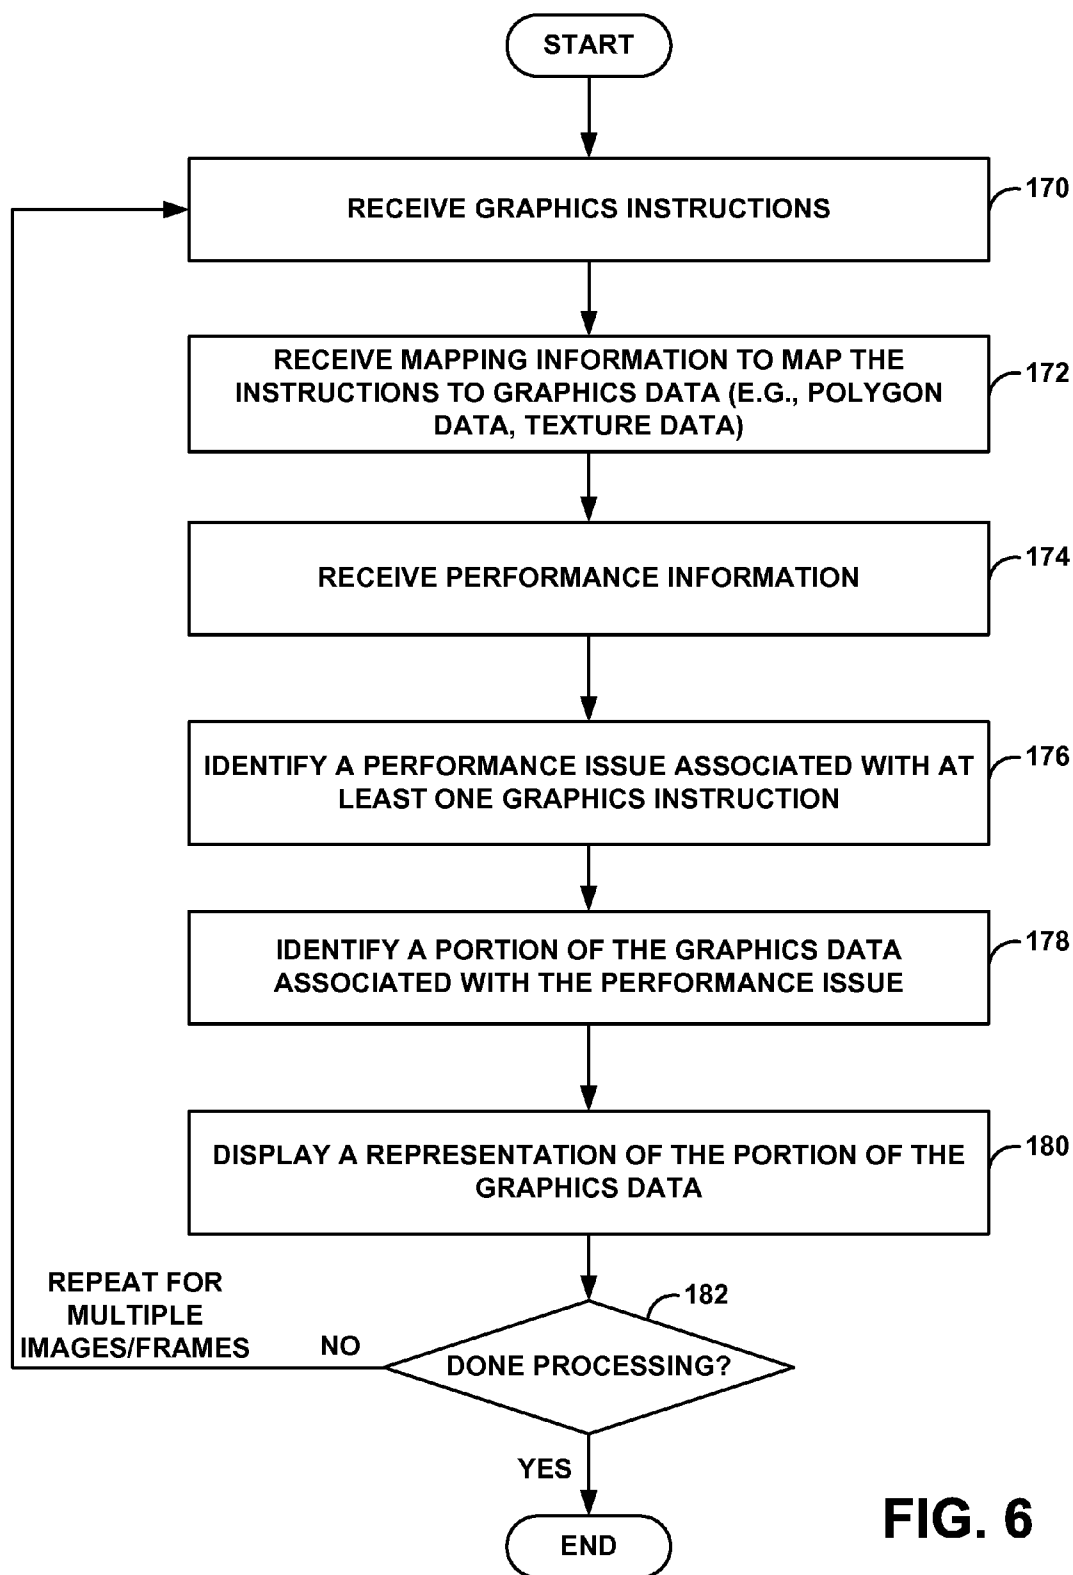 START
RECEIVE GRAPHICS INSTRUCTIONS
170
RECEIVE MAPPING INFORMATION TO MAP THE
INSTRUCTIONS TO GRAPHICS DATA (E.G., POLYGON
DATA, TEXTURE DATA)
172
RECEIVE PERFORMANCE INFORMATION
174
IDENTIFY A PERFORMANCE ISSUE ASSOCIATED WITH AT
LEAST ONE GRAPHICS INSTRUCTION
176
IDENTIFY A PORTION OF THE GRAPHICS DATA
ASSOCIATED WITH THE PERFORMANCE ISSUE
178
DISPLAY A REPRESENTATION OF THE PORTION OF THE
GRAPHICS DATA
180
REPEAT FOR
MULTIPLE
IMAGES/FRAMES
NO
182
DONE PROCESSING?
YES
END
FIG. 6